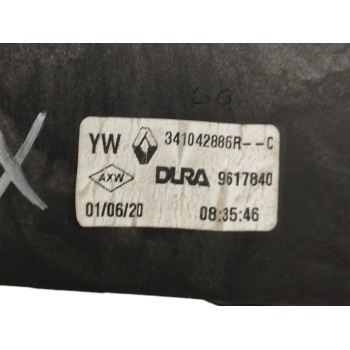 YW 341042886R--C
AXW DURA 9617840
01/06/20 08:35:46
X